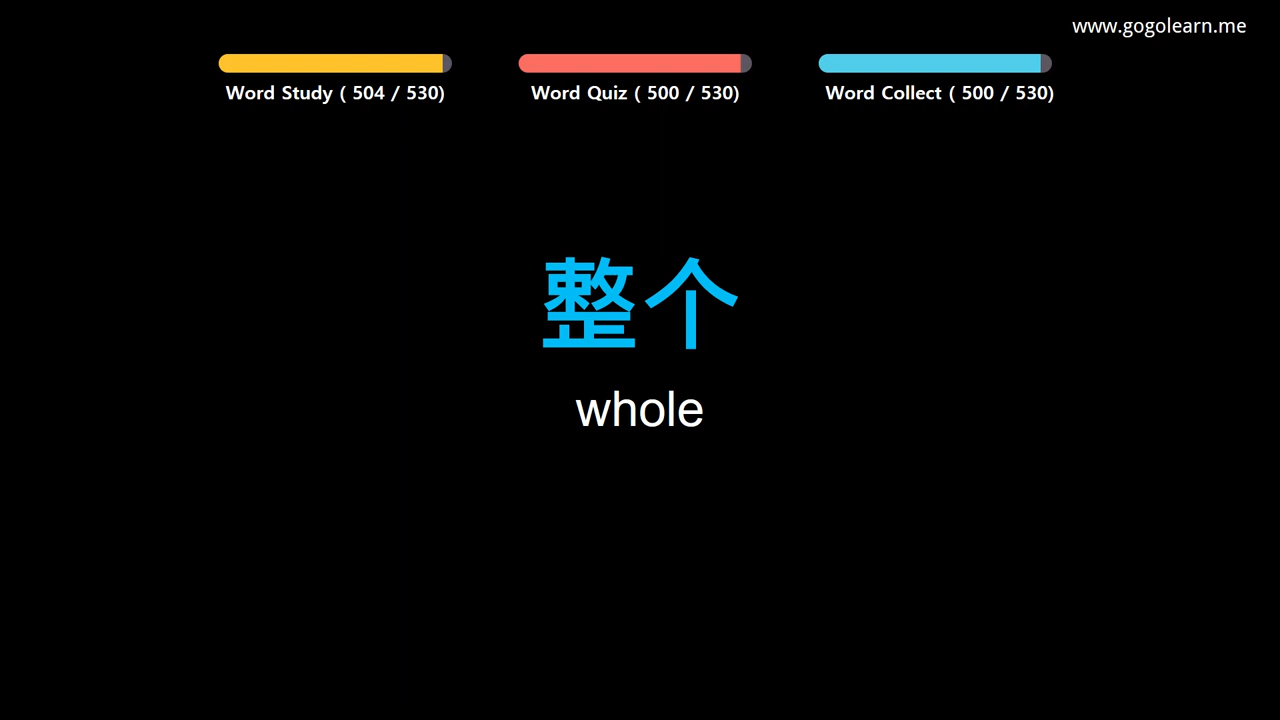 www.gogolearn.me
Word Study ( 504 / 530)
Word Quiz ( 500 / 530)
Word Collect ( 500 / 530)
整个
whole